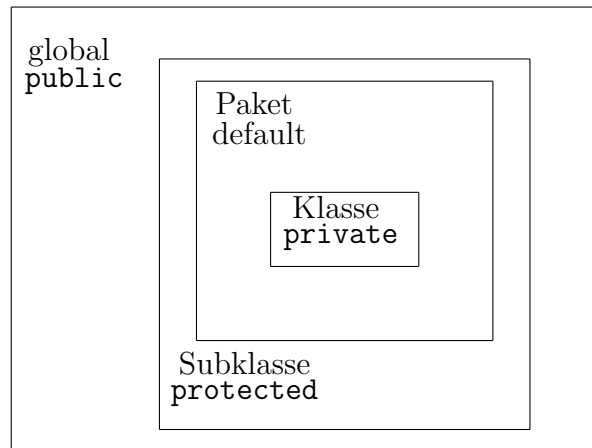 global
public
Paket
default
Klasse
private
Subklasse
protected